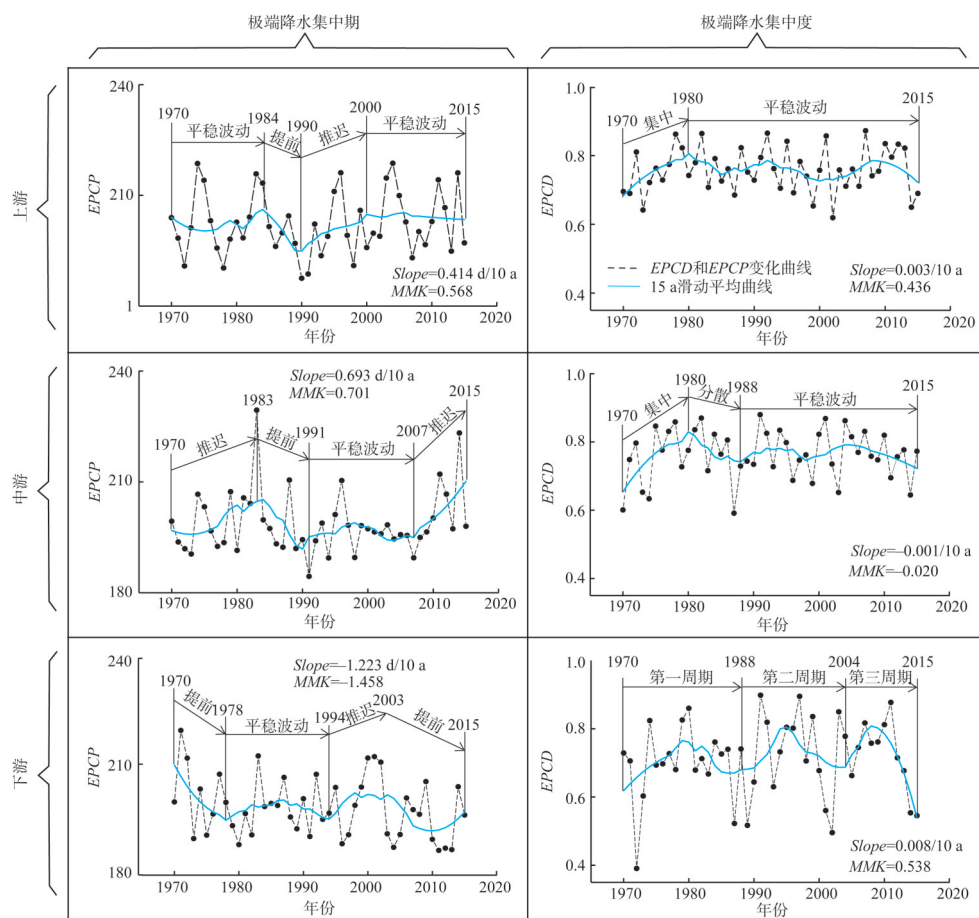 极端降水集中期
极端降水集中度
上游
EPCP
240
210
1
1970
1984
1990
2000
2015
平稳波动
提前
推迟
平稳波动
Slope=0.414 d/10 a
MMK=0.568
1970 1980 1990 2000 2010 2020
年份
EPCD
1.0
0.8
0.6
0.4
1970
1980
2015
集中
平稳波动
EPCD和EPCP变化曲线
15 a滑动平均曲线
Slope=0.003/10 a
MMK=0.436
1970 1980 1990 2000 2010 2020
年份
中游
EPCP
240
210
180
Slope=0.693 d/10 a
MMK=0.701
1970
1983
1991
2007
2015
推迟
提前
平稳波动
推迟
1970 1980 1990 2000 2010 2020
年份
EPCD
1.0
0.8
0.6
0.4
1970
1980
1988
2015
集中
分散
平稳波动
Slope=–0.001/10 a
MMK=–0.020
1970 1980 1990 2000 2010 2020
年份
下游
EPCP
240
210
180
Slope=–1.223 d/10 a
MMK=–1.458
1970
1978
1994
2003
2015
提前
平稳波动
推迟
提前
1970 1980 1990 2000 2010 2020
年份
EPCD
1.0
0.8
0.6
0.4
1970
1988
2004
2015
第一周期
第二周期
第三周期
Slope=0.008/10 a
MMK=0.538
1970 1980 1990 2000 2010 2020
年份